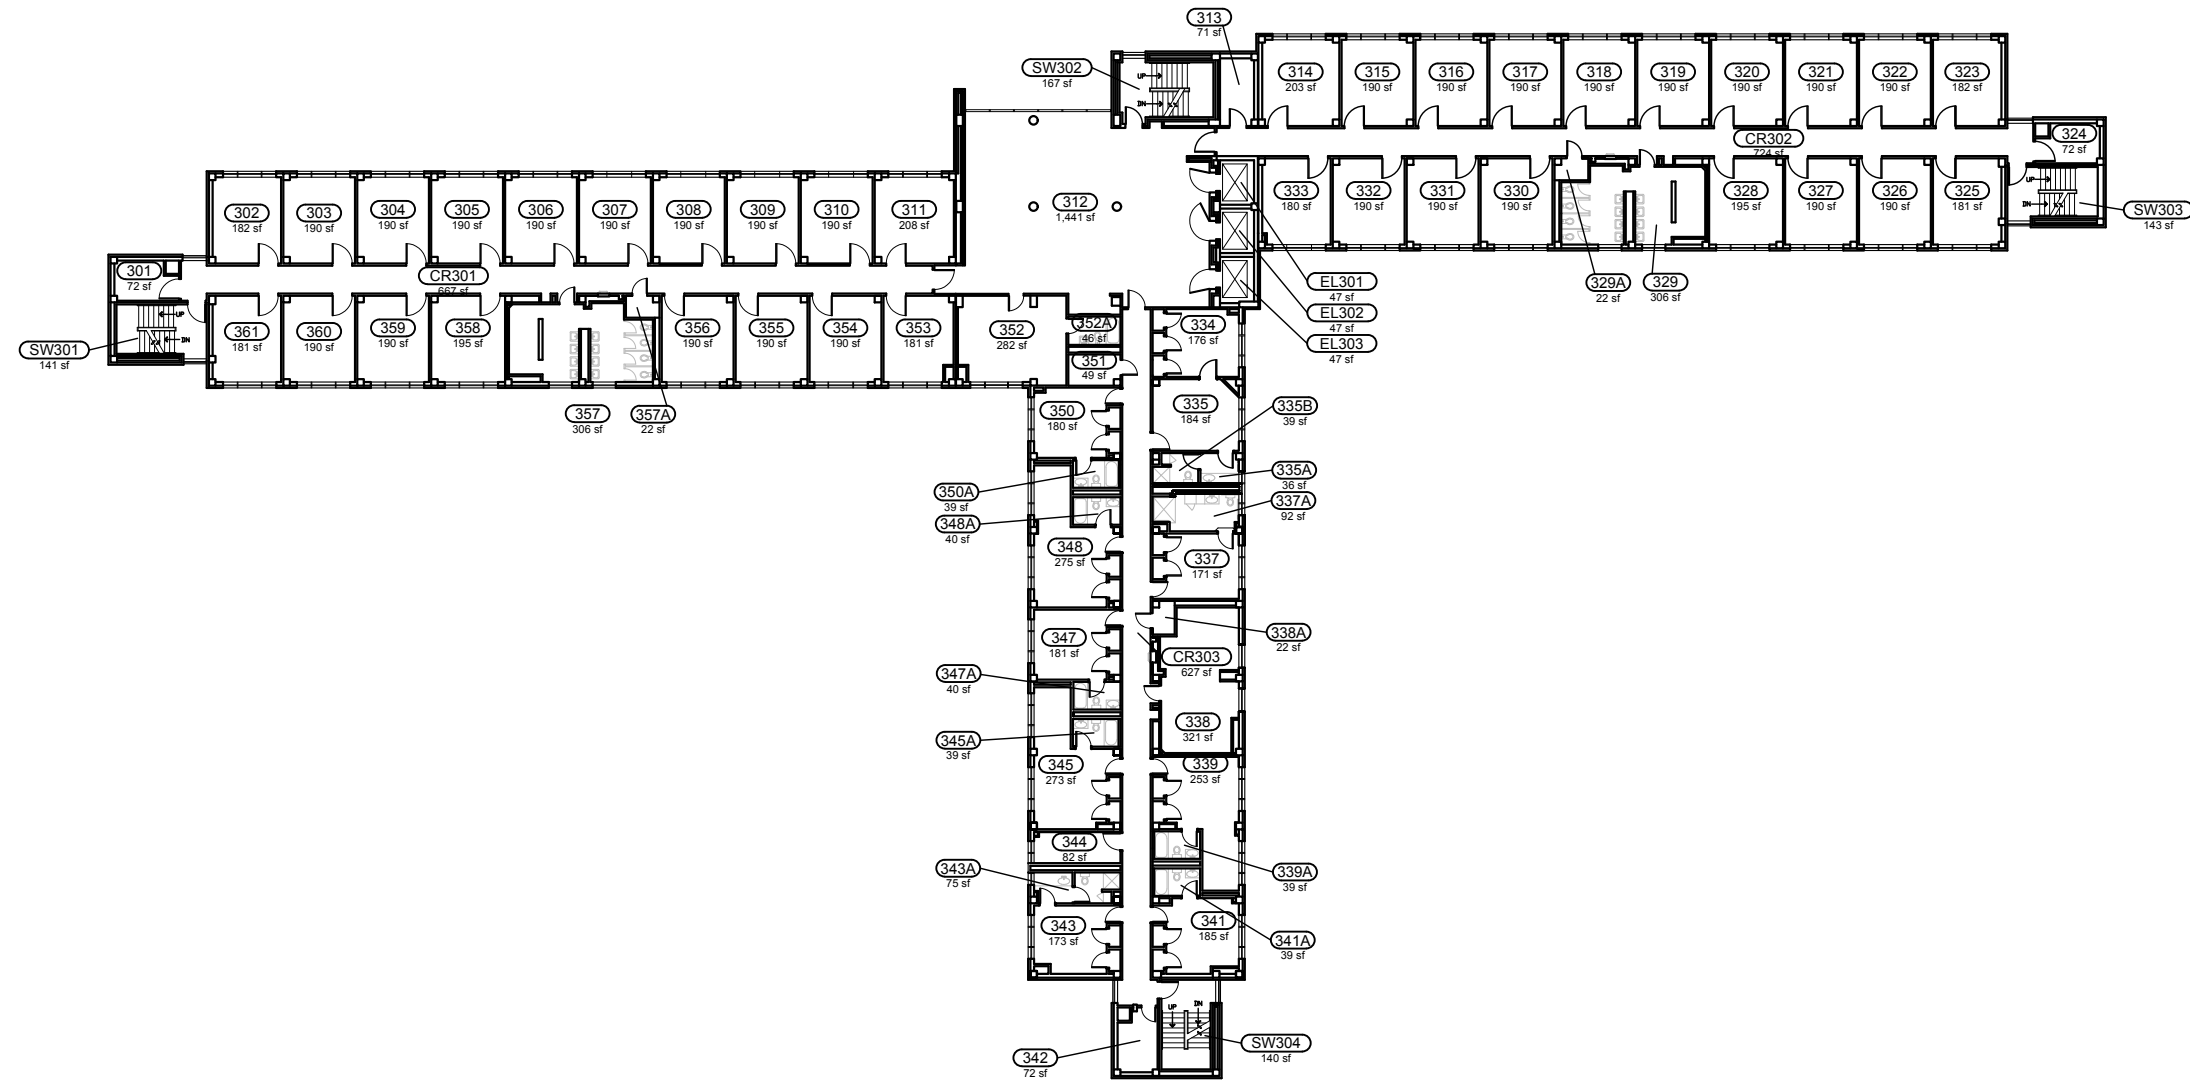 313
71 sf
SW302
167 sf
314
203 sf
315
190 sf
316
190 sf
317
190 sf
318
190 sf
319
190 sf
320
190 sf
321
190 sf
322
190 sf
323
182 sf
UP
DN
CR302
724 sf
324
72 sf
302
182 sf
303
190 sf
304
190 sf
305
190 sf
306
190 sf
307
190 sf
308
190 sf
309
190 sf
310
190 sf
311
208 sf
312
1,441 sf
333
180 sf
332
190 sf
331
190 sf
330
190 sf
328
195 sf
327
190 sf
326
190 sf
325
181 sf
UP
DN
SW303
143 sf
301
72 sf
CR301
667 sf
EL301
47 sf
EL302
47 sf
EL303
47 sf
329A
22 sf
329
306 sf
UP
DN
SW301
141 sf
361
181 sf
360
190 sf
359
190 sf
358
195 sf
356
190 sf
355
190 sf
354
190 sf
353
181 sf
352
282 sf
352A
46 sf
351
49 sf
334
176 sf
357
306 sf
357A
22 sf
350
180 sf
335
184 sf
335B
39 sf
335A
36 sf
350A
39 sf
337A
92 sf
348A
40 sf
348
275 sf
337
171 sf
347
181 sf
338A
22 sf
CR303
627 sf
347A
40 sf
338
321 sf
345A
39 sf
345
273 sf
339
253 sf
344
82 sf
343A
75 sf
339A
39 sf
343
173 sf
341
185 sf
341A
39 sf
UP
DN
342
72 sf
SW304
140 sf